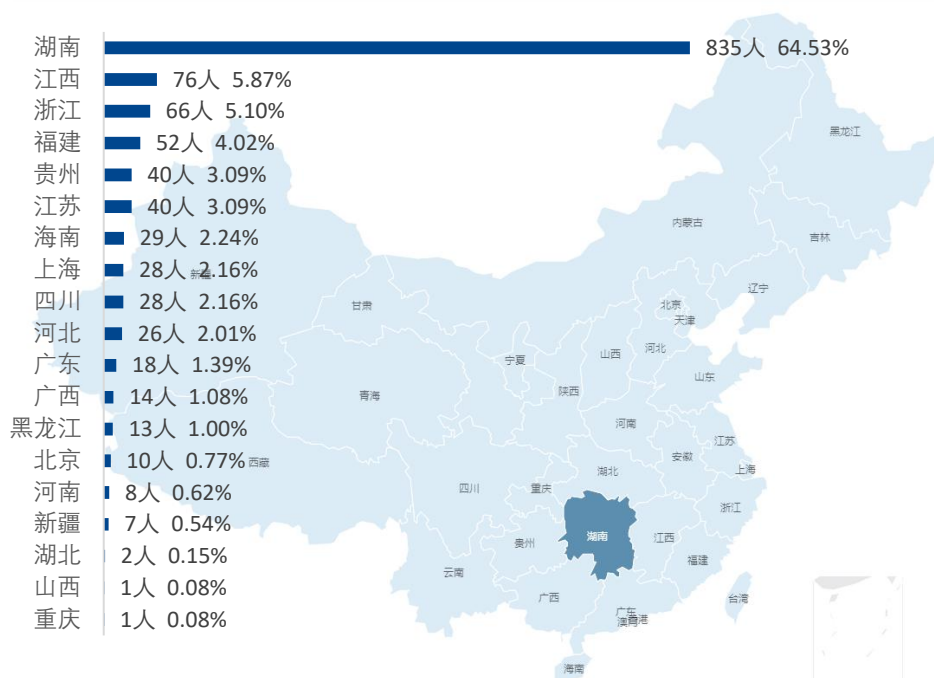 湖南 835人 64.53%
江西 76人 5.87%
浙江 66人 5.10%
福建 52人 4.02%
贵州 40人 3.09%
江苏 40人 3.09%
海南 29人 2.24%
上海 28人 2.16%
四川 28人 2.16%
河北 26人 2.01%
广东 18人 1.39%
广西 14人 1.08%
黑龙江 13人 1.00%
北京 10人 0.77%
河南 8人 0.62%
新疆 7人 0.54%
湖北 2人 0.15%
山西 1人 0.08%
重庆 1人 0.08%
黑龙江
内蒙古
吉林
新疆
辽宁
甘肃
北京
天津
宁夏
山西
河北
山东
青海
陕西
河南
江苏
安徽
西藏
湖北
上海
四川
重庆
浙江
湖南
江西
贵州
福建
云南
广西
台湾
广东
香港
澳门
海南